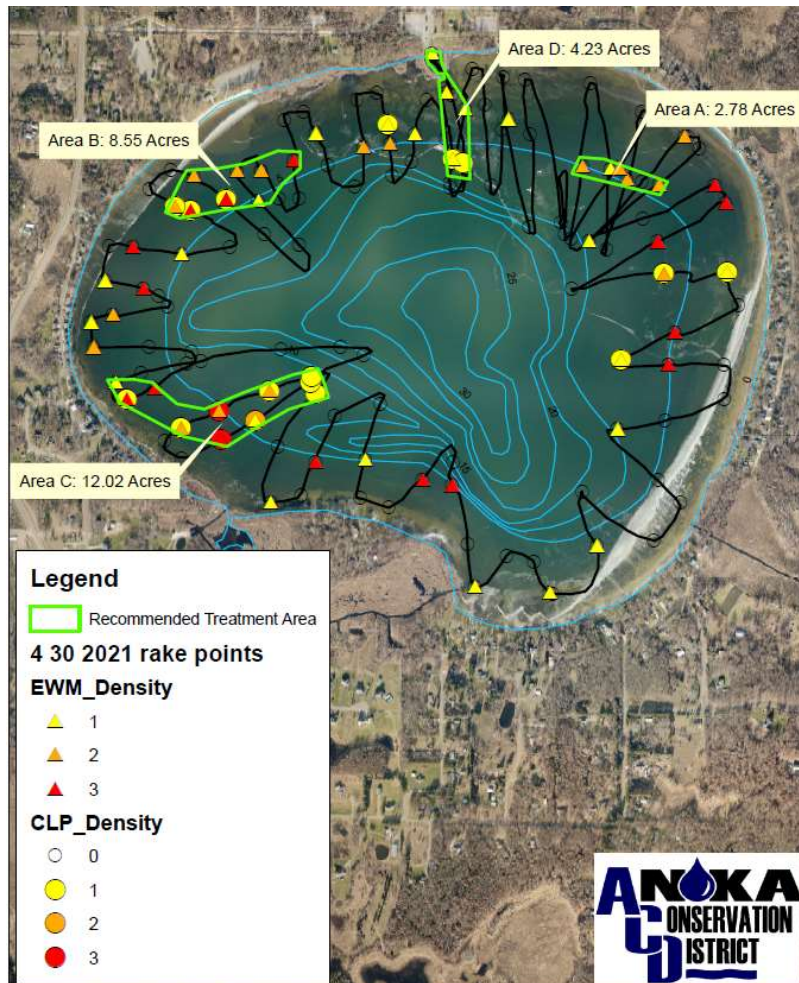 Area D: 4.23 Acres
Area A: 2.78 Acres
Area B: 8.55 Acres
25
0
10
20
30
15
Area C: 12.02 Acres
Legend
Recommended Treatment Area
4 30 2021 rake points
EWM_Density
1
2
3
CLP_Density
0
1
2
3
ANOKA
CONSERVATION
DISTRICT